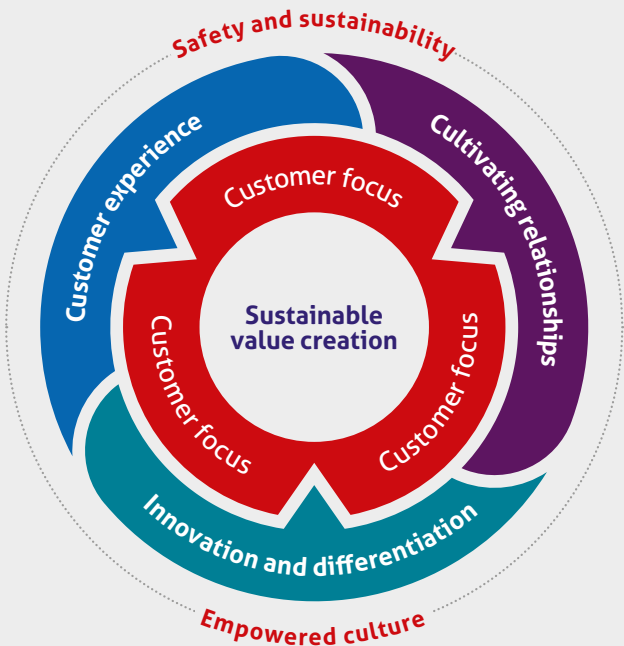 Safety and sustainability
Customer experience
Cultivating relationships
Customer focus
Sustainable
value creation
Customer focus
Customer focus
Innovation and differentiation
Empowered culture